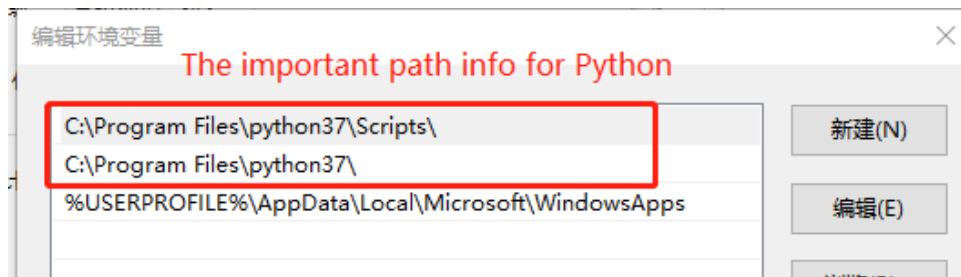 编辑环境变量
The important path info for Python
C:\Program Files\python37\Scripts\
新建(N)
C:\Program Files\python37\
%USERPROFILE%\AppData\Local\Microsoft\WindowsApps
编辑(E)